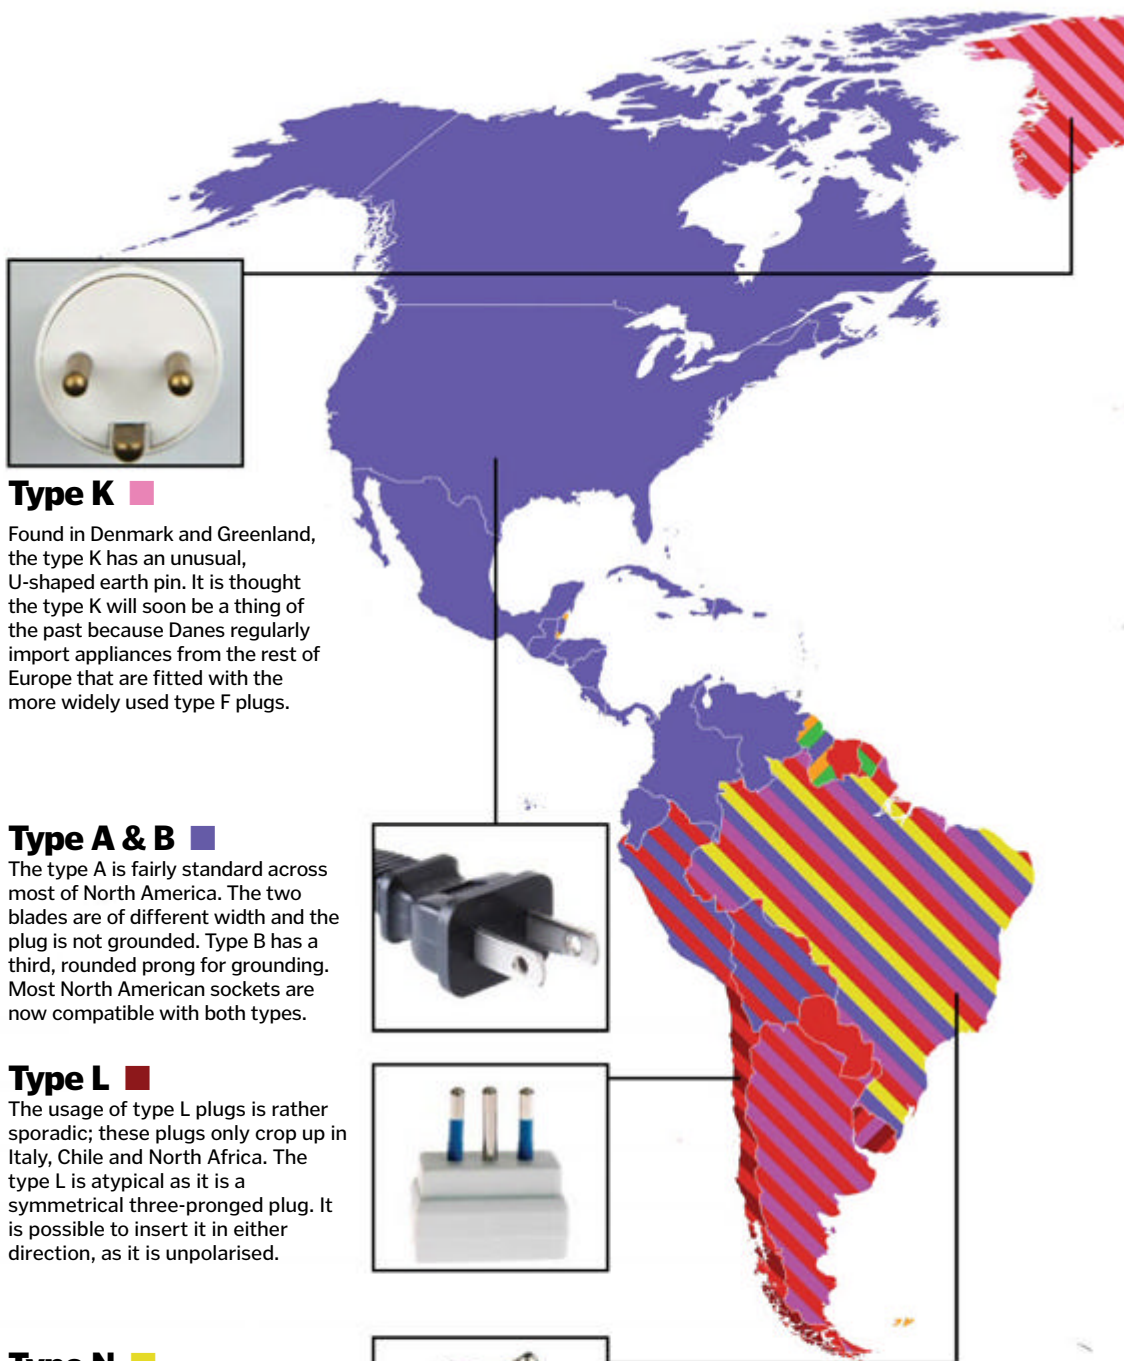 Type K
Found in Denmark and Greenland,
the type K has an unusual,
U-shaped earth pin. It is thought
the type K will soon be a thing of
the past because Danes regularly
import appliances from the rest of
Europe that are fitted with the
more widely used type F plugs.
Type A & B
The type A is fairly standard across
most of North America. The two
blades are of different width and the
plug is not grounded. Type B has a
third, rounded prong for grounding.
Most North American sockets are
now compatible with both types.
Type L
The usage of type L plugs is rather
sporadic; these plugs only crop up in
Italy, Chile and North Africa. The
type L is atypical as it is a
symmetrical three-pronged plug. It
is possible to insert it in either
direction, as it is unpolarised.
Type N